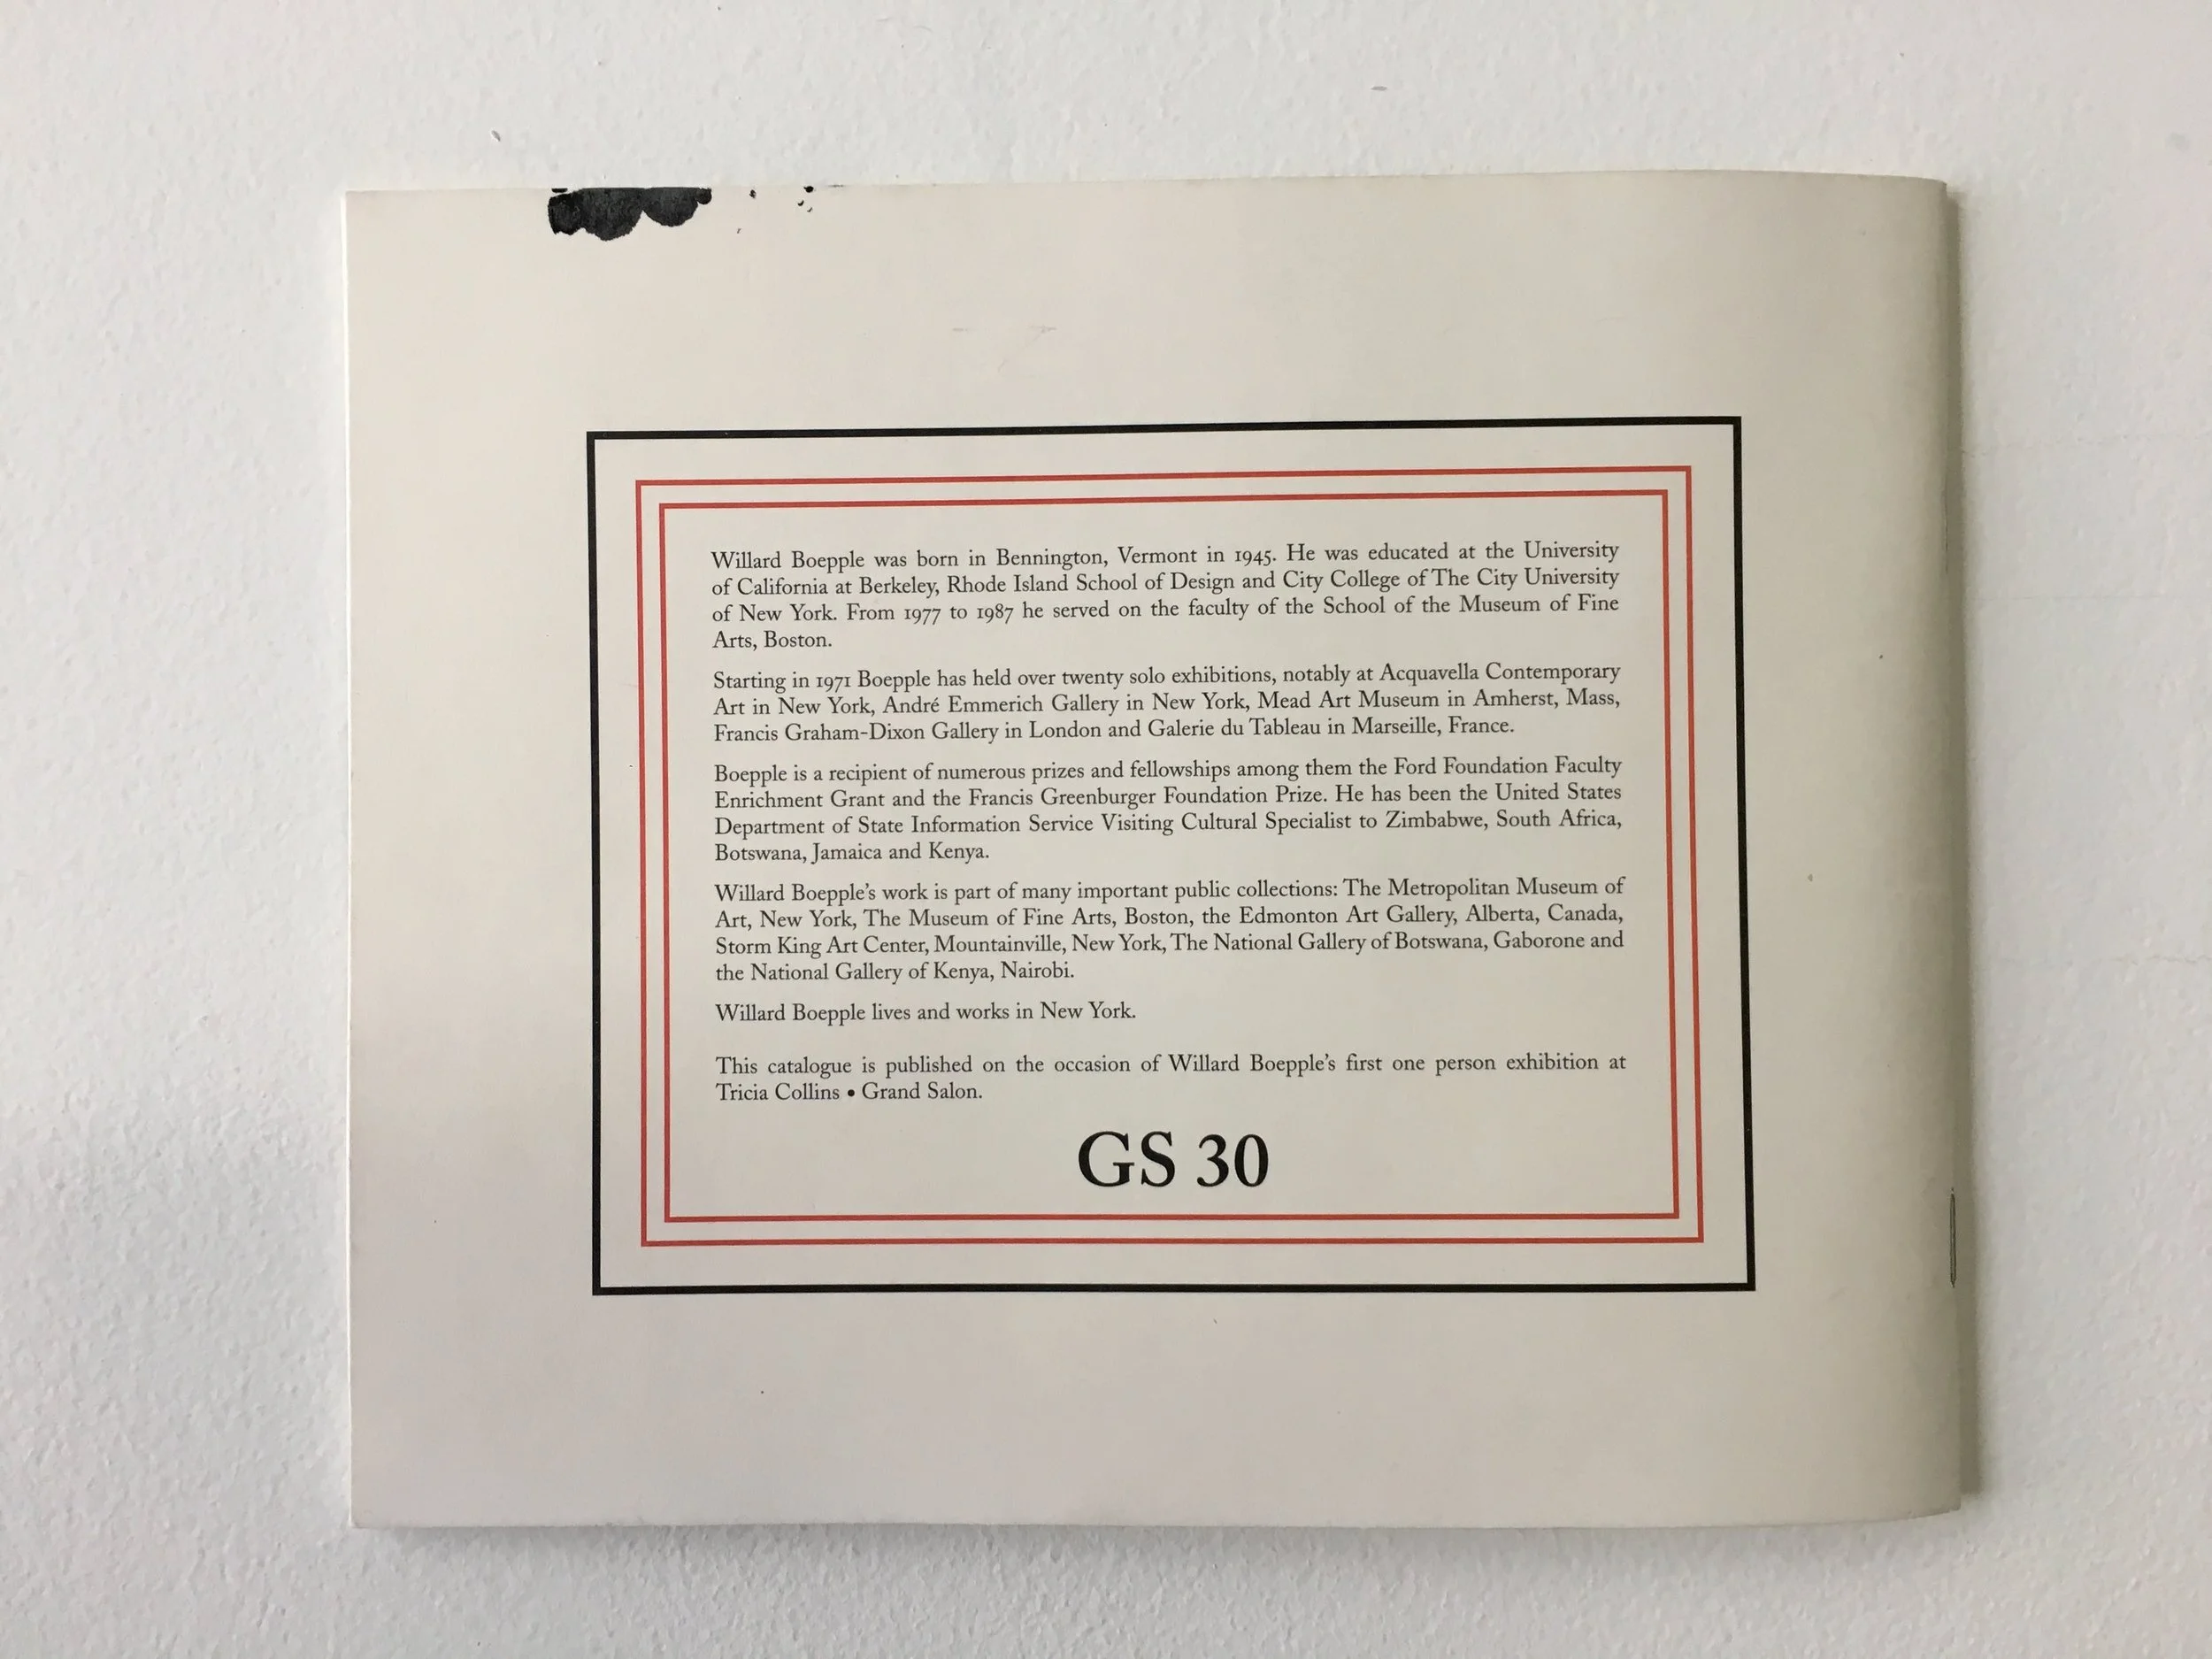 Willard Boepple was born in Bennington, Vermont in 1945. He was educated at the University
of California at Berkeley, Rhode Island School of Design and City College of The City University
of New York. From 1977 to 1987 he served on the faculty of the School of the Museum of Fine
Arts, Boston.
Starting in 1971 Boepple has held over twenty solo exhibitions, notably at Acquavella Contemporary
Art in New York, André Emmerich Gallery in New York, Mead Art Museum in Amherst, Mass,
Francis Graham-Dixon Gallery in London and Galerie du Tableau in Marseille, France.
Boepple is a recipient of numerous prizes and fellowships among them the Ford Foundation Faculty
Enrichment Grant and the Francis Greenburger Foundation Prize. He has been the United States
Department of State Information Service Visiting Cultural Specialist to Zimbabwe, South Africa,
Botswana, Jamaica and Kenya.
Willard Boepple's work is part of many important public collections: The Metropolitan Museum of
Art, New York, The Museum of Fine Arts, Boston, the Edmonton Art Gallery, Alberta, Canada,
Storm King Art Center, Mountainville, New York, The National Gallery of Botswana, Gaborone and
the National Gallery of Kenya, Nairobi.
Willard Boepple lives and works in New York.
This catalogue is published on the occasion of Willard Boepple's first one person exhibition at
Tricia Collins • Grand Salon.
GS 30